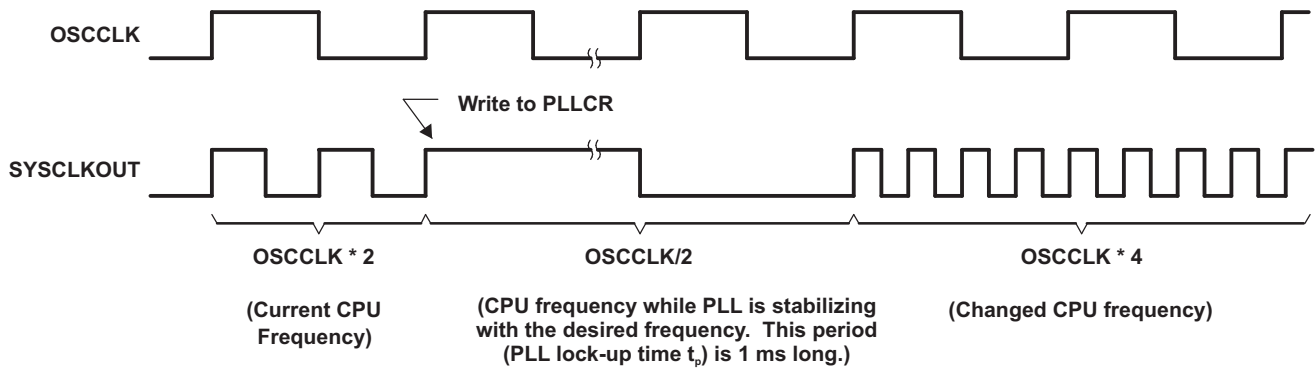 OSCCLK
Write to PLLCR
SYSCLKOUT
OSCCLK * 2
(Current CPU
Frequency)
OSCCLK/2
(CPU frequency while PLL is stabilizing
with the desired frequency. This period
(PLL lock-up time tp) is 1 ms long.)
OSCCLK * 4
(Changed CPU frequency)